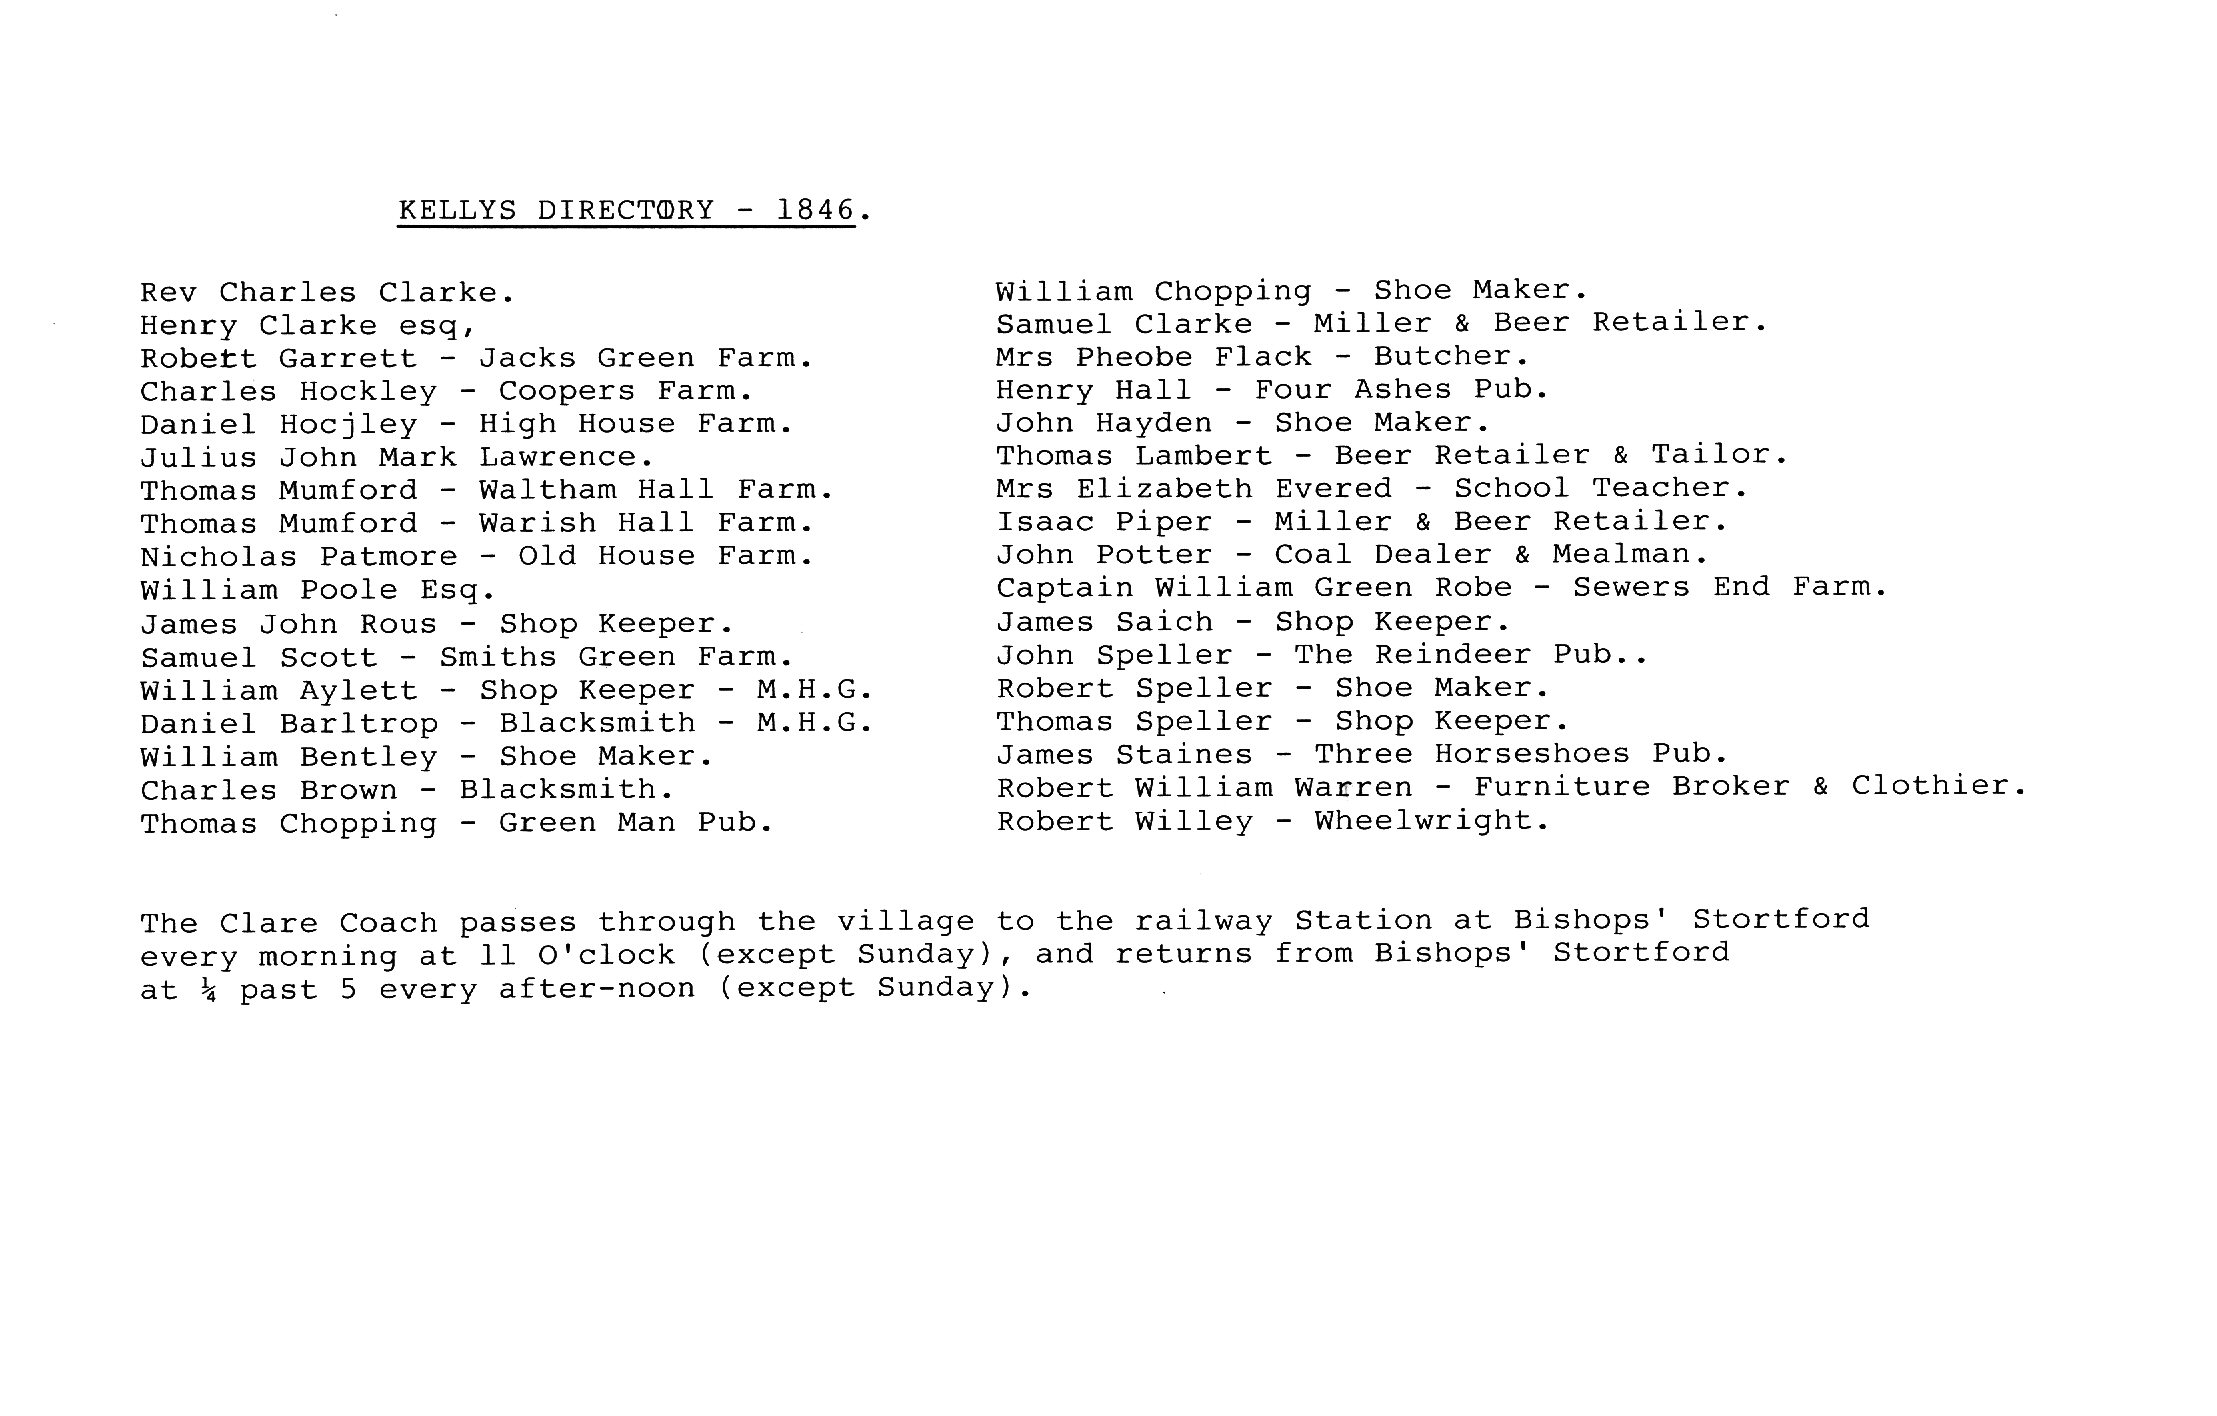 KELLYS DIRECTORY - 1846.
Rev Charles Clarke.
Henry Clarke esq,
Robert Garrett - Jacks Green Farm.
Charles Hockley - Coopers Farm.
Daniel Hocjley - High House Farm.
Julius John Mark Lawrence.
Thomas Mumford - Waltham Hall Farm.
Thomas Mumford - Warish Hall Farm.
Nicholas Patmore - Old House Farm.
William Poole Esq.
James John Rous - Shop Keeper.
Samuel Scott - Smiths Green Farm.
William Aylett - Shop Keeper - M.H.G.
Daniel Barltrop - Blacksmith - M.H.G.
William Bentley - Shoe Maker.
Charles Brown - Blacksmith.
Thomas Chopping - Green Man Pub.
William Chopping - Shoe Maker.
Samuel Clarke - Miller & Beer Retailer.
Mrs Pheobe Flack - Butcher.
Henry Hall - Four Ashes Pub.
John Hayden - Shoe Maker.
Thomas Lambert - Beer Retailer & Tailor.
Mrs Elizabeth Evered - School Teacher.
Isaac Piper - Miller & Beer Retailer.
John Potter - Coal Dealer & Mealman.
Captain William Green Robe - Sewers End Farm.
James Saich - Shop Keeper.
John Speller - The Reindeer Pub..
Robert Speller - Shoe Maker.
Thomas Speller - Shop Keeper.
James Staines - Three Horseshoes Pub.
Robert William Warren - Furniture Broker & Clothier.
Robert Willey - Wheelwright.
The Clare Coach passes through the village to the railway Station at Bishops' Stortford
every morning at 11 O'clock (except Sunday), and returns from Bishops' Stortford
at ¼ past 5 every after-noon (except Sunday).